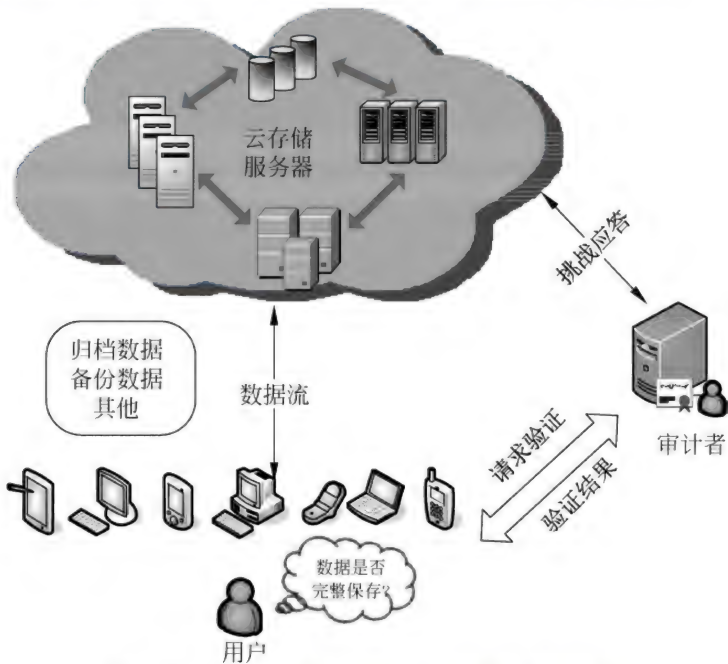 云存储
服务器
挑战应答
归档数据
备份数据
其他
数据流
请求验证
验证结果
审计者
数据是否
完整保存?
用户